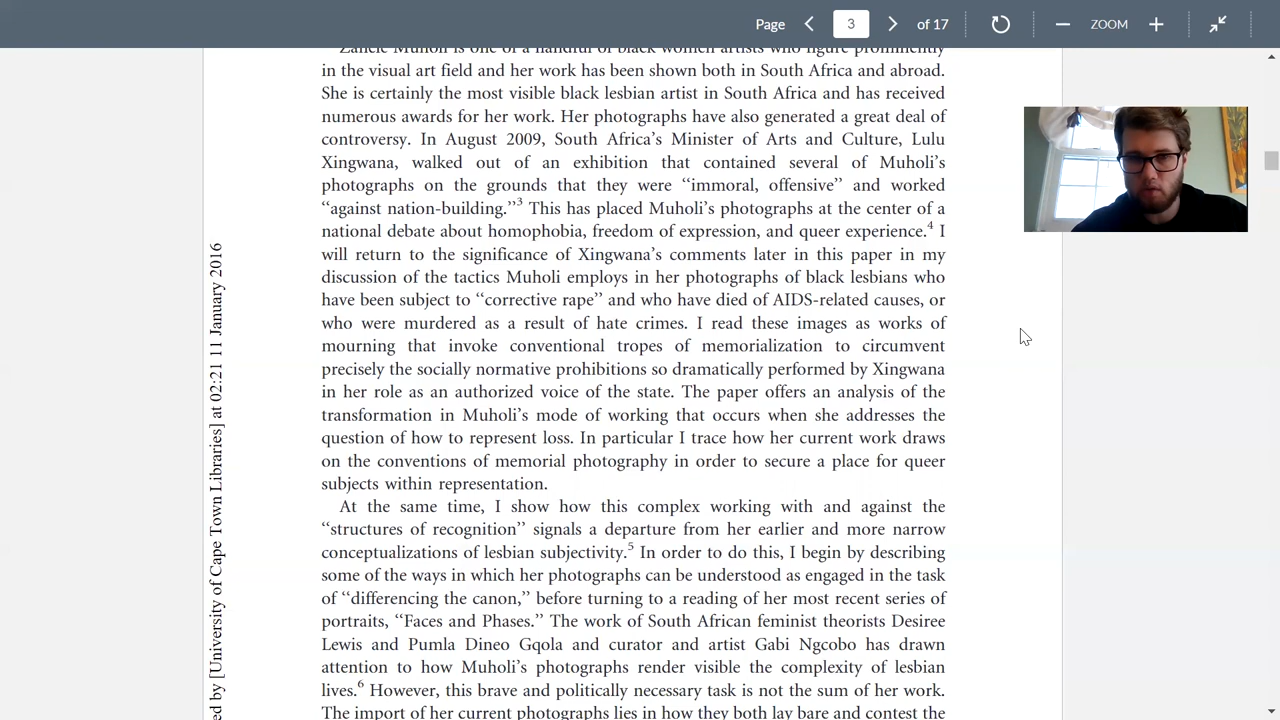 Page
3
of 17
ZOOM
Zanele Muholi is one of a handful of black women artists who figure prominently
in the visual art field and her work has been shown both in South Africa and abroad.
She is certainly the most visible black lesbian artist in South Africa and has received
numerous awards for her work. Her photographs have also generated a great deal of
controversy. In August 2009, South Africa's Minister of Arts and Culture, Lulu
Xingwana, walked out of an exhibition that contained several of Muholi's
photographs on the grounds that they were ‘‘immoral, offensive’’ and worked
‘‘against nation-building.’’3 This has placed Muholi's photographs at the center of a
national debate about homophobia, freedom of expression, and queer experience.4 I
will return to the significance of Xingwana's comments later in this paper in my
discussion of the tactics Muholi employs in her photographs of black lesbians who
have been subject to ‘‘corrective rape’’ and who have died of AIDS-related causes, or
who were murdered as a result of hate crimes. I read these images as works of
mourning that invoke conventional tropes of memorialization to circumvent
precisely the socially normative prohibitions so dramatically performed by Xingwana
in her role as an authorized voice of the state. The paper offers an analysis of the
transformation in Muholi's mode of working that occurs when she addresses the
question of how to represent loss. In particular I trace how her current work draws
on the conventions of memorial photography in order to secure a place for queer
subjects within representation.
At the same time, I show how this complex working with and against the
‘‘structures of recognition’’ signals a departure from her earlier and more narrow
conceptualizations of lesbian subjectivity.5 In order to do this, I begin by describing
some of the ways in which her photographs can be understood as engaged in the task
of ‘‘differencing the canon,’’ before turning to a reading of her most recent series of
portraits, ‘‘Faces and Phases.’’ The work of South African feminist theorists Desiree
Lewis and Pumla Dineo Gqola and curator and artist Gabi Ngcobo has drawn
attention to how Muholi's photographs render visible the complexity of lesbian
lives.6 However, this brave and politically necessary task is not the sum of her work.
The import of her current photographs lies in how they both lay bare and contest the
ed by [University of Cape Town Libraries] at 02:21 11 January 2016